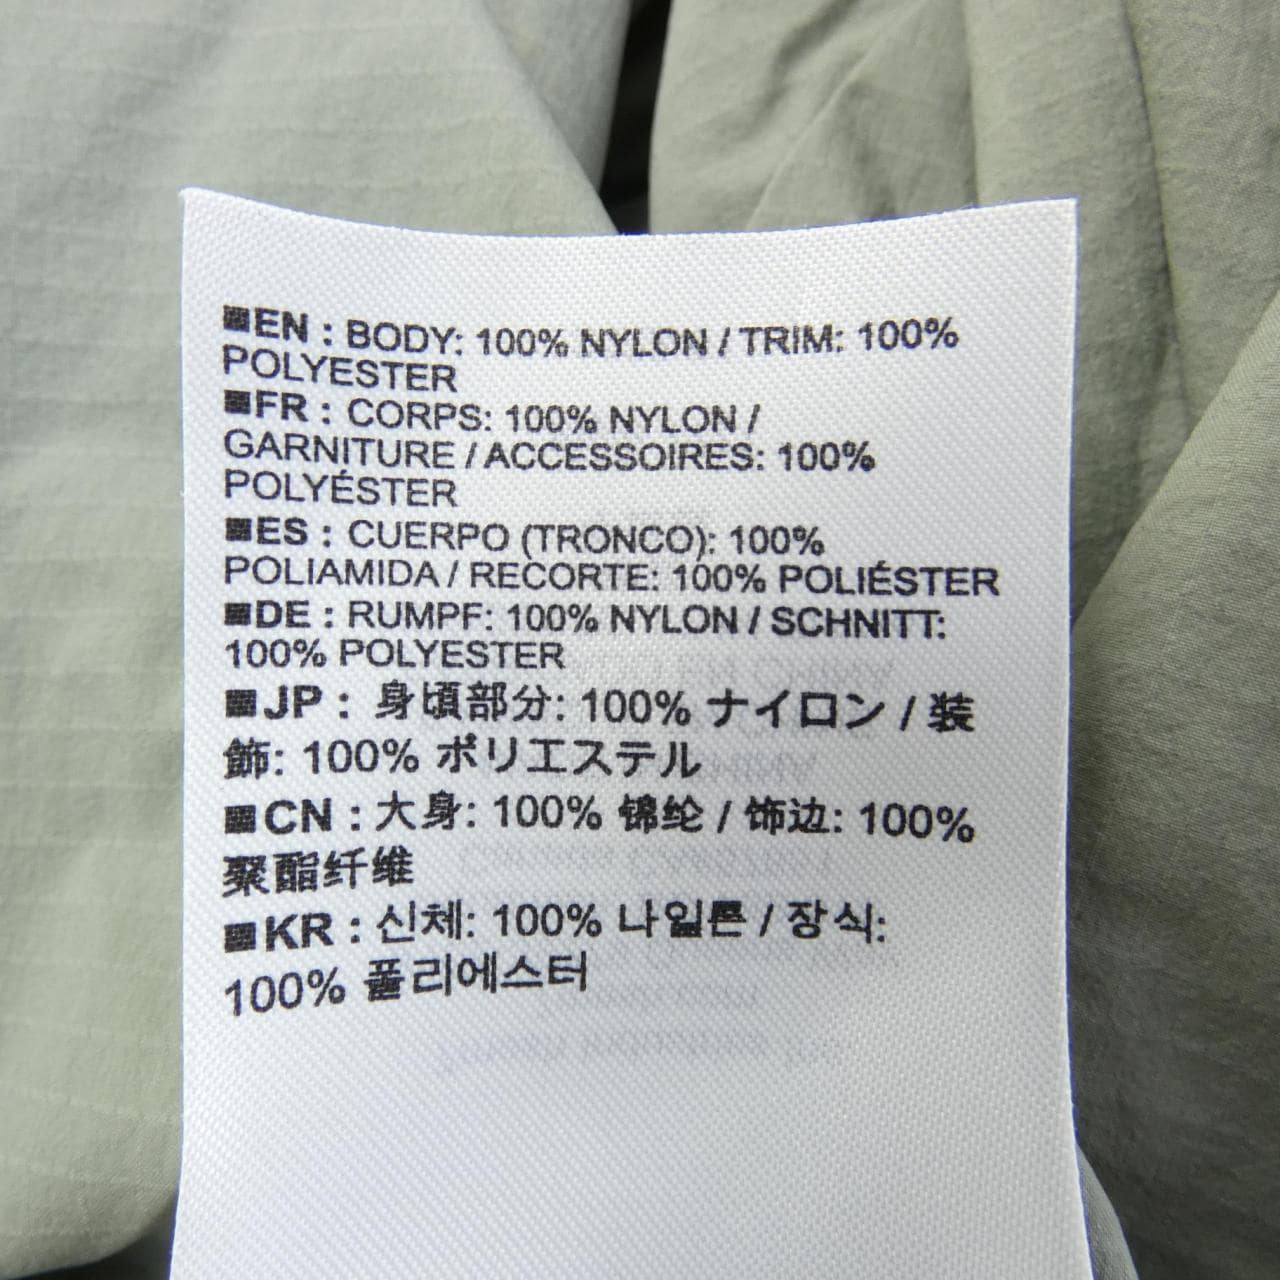 ■EN : BODY: 100% NYLON / TRIM: 100%
POLYESTER
■FR : CORPS: 100% NYLON /
GARNITURE / ACCESSOIRES: 100%
POLYÉSTER
■ES : CUERPO (TRONCO): 100%
POLIAMIDA / RECORTE: 100% POLIÉSTER
■DE : RUMPF: 100% NYLON / SCHNITT:
100% POLYESTER
■JP : 身頃部分: 100% ナイロン / 装
飾: 100% ポリエステル
■CN : 大身: 100% 锦纶 / 饰边: 100%
聚酯纤维
■KR : 신체: 100% 나일론 / 장식:
100% 폴리에스터